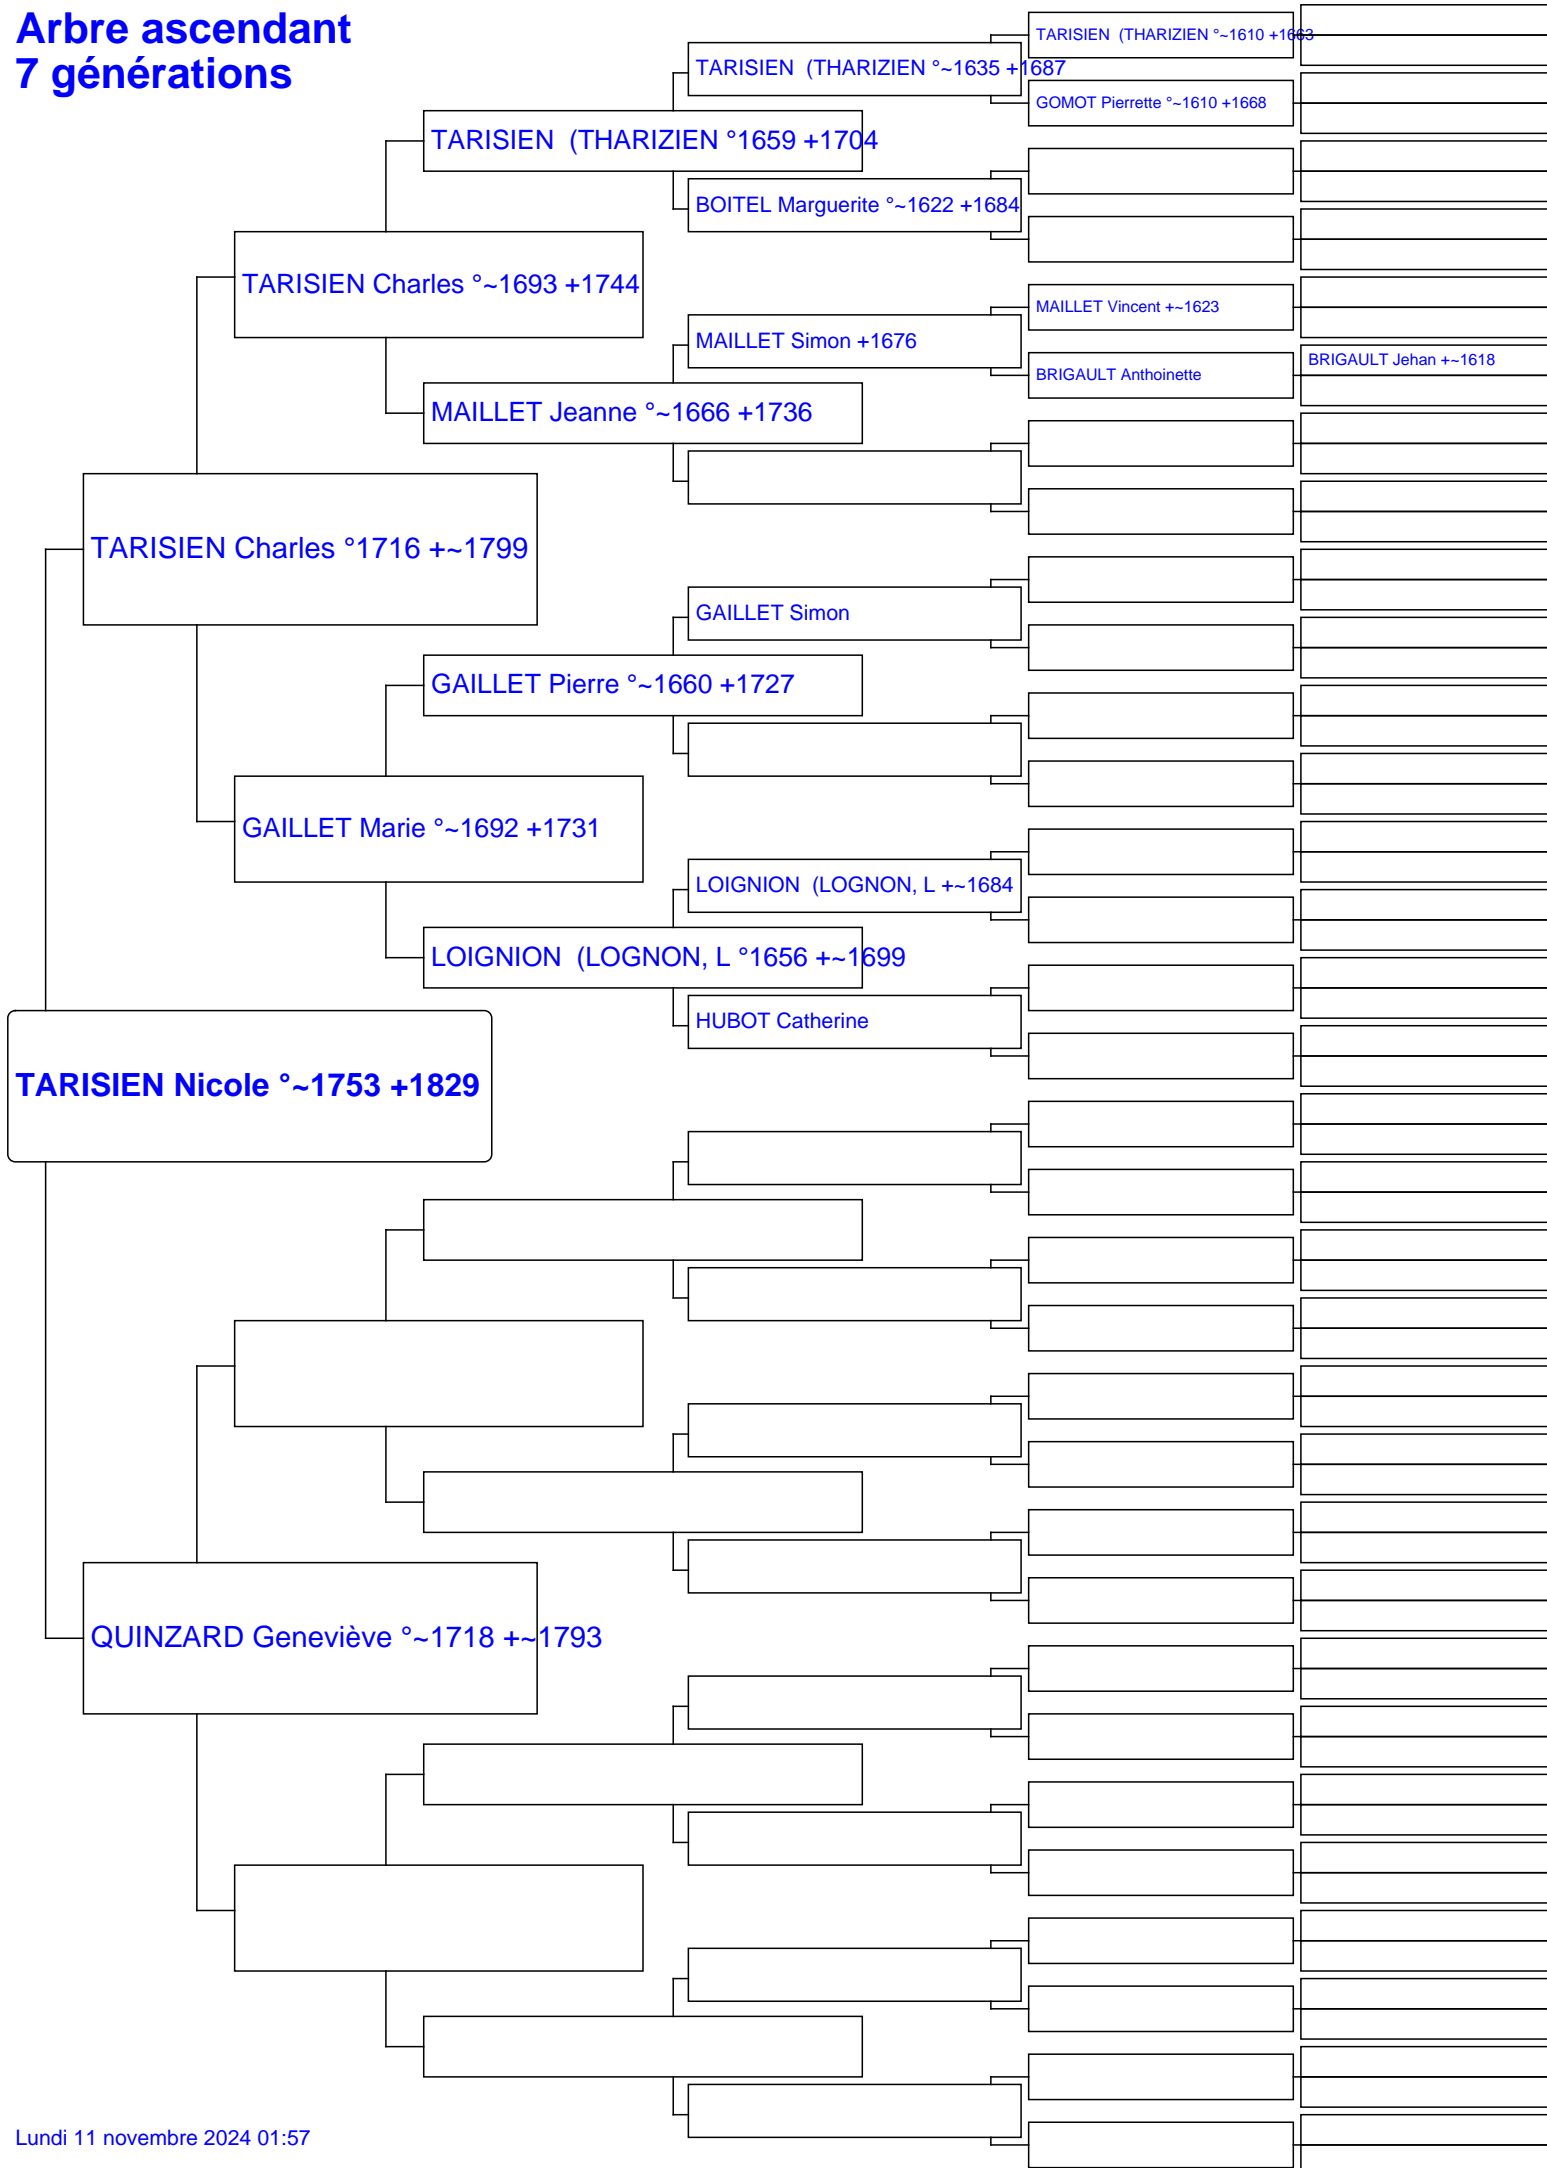 Arbre ascendant
7 générations
TARISIEN  (THARIZIEN °~1610 +1663
TARISIEN  (THARIZIEN °~1635 +1687
GOMOT Pierrette °~1610 +1668
TARISIEN  (THARIZIEN °1659 +1704
BOITEL Marguerite °~1622 +1684
TARISIEN Charles °~1693 +1744
MAILLET Vincent +~1623
MAILLET Simon +1676
BRIGAULT Jehan +~1618
BRIGAULT Anthoinette
MAILLET Jeanne °~1666 +1736
TARISIEN Charles °1716 +~1799
GAILLET Simon
GAILLET Pierre °~1660 +1727
GAILLET Marie °~1692 +1731
LOIGNION  (LOGNON, L +~1684
LOIGNION  (LOGNON, L °1656 +~1699
HUBOT Catherine
TARISIEN Nicole °~1753 +1829
QUINZARD Geneviève °~1718 +~1793
Lundi 11 novembre 2024 01:57